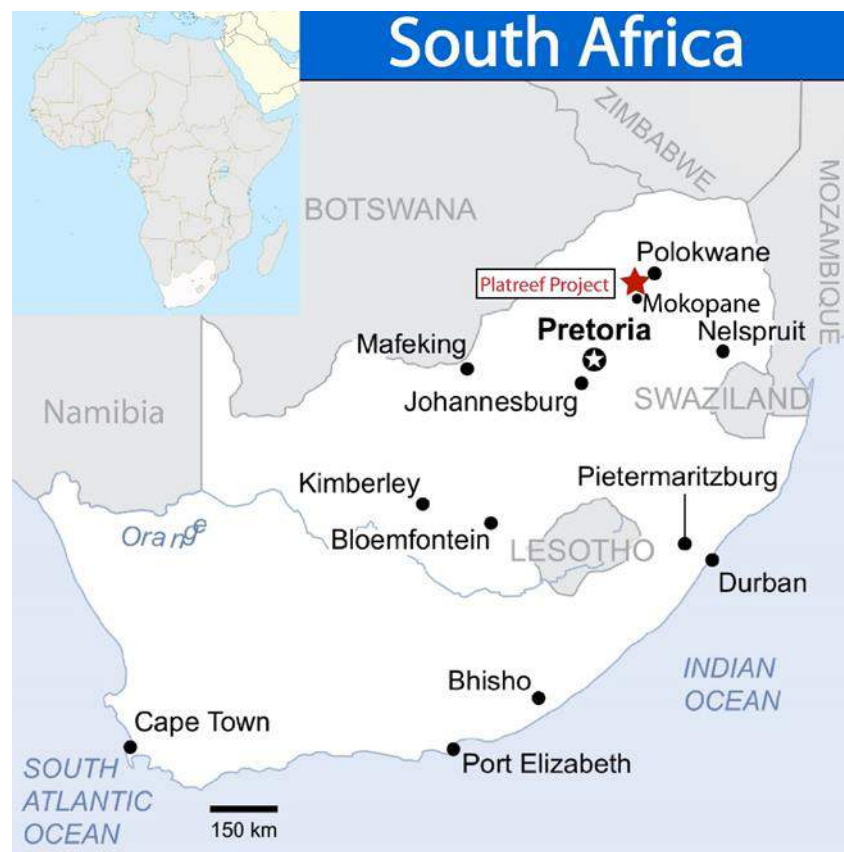 South Africa
ZIMBABWE
MOZAMBIQUE
BOTSWANA
Polokwane
Platreef Project
Mokopane
Pretoria
Nelspruit
Mafeking
Johannesburg
SWAZILAND
Namibia
Pietermaritzburg
Kimberley
Orange
Bloemfontein
LESOTHO
Durban
INDIAN
OCEAN
Bhisho
Cape Town
Port Elizabeth
SOUTH
ATLANTIC
OCEAN
150 km